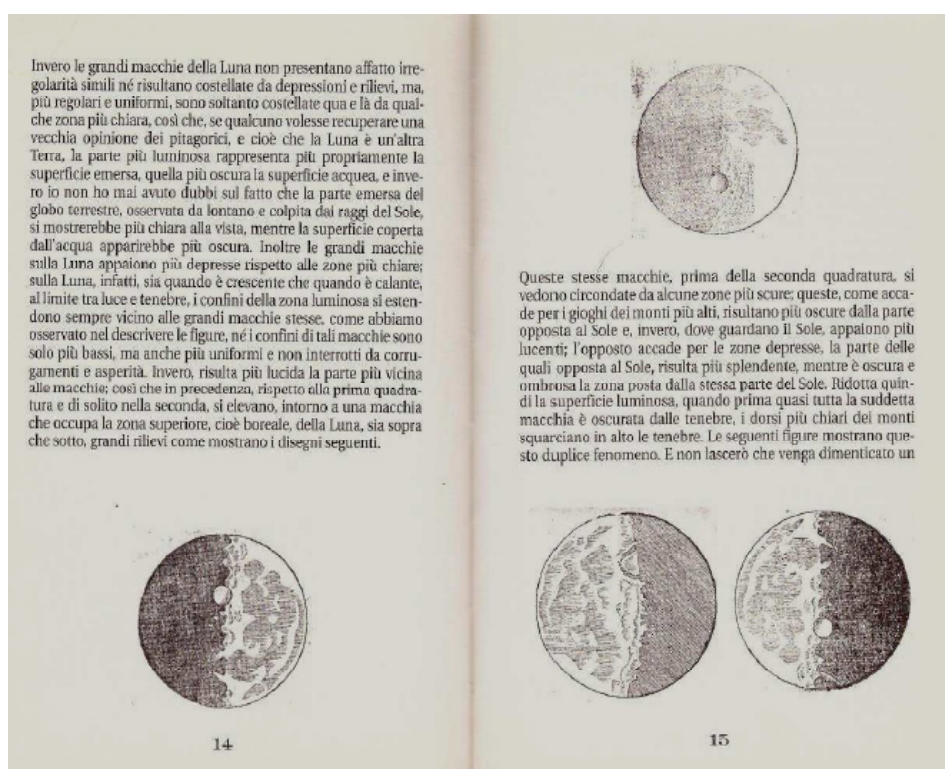 Invero le grandi macchie della Luna non presentano affatto irre-
golarità simili né risultano costellate da depressioni e rilievi, ma,
più regolari e uniformi, sono soltanto costellate qua e là da qual-
che zona più chiara, così che, se qualcuno volesse recuperare una
vecchia opinione dei pitagorici, e cioè che la Luna è un'altra
Terra, la parte più luminosa rappresenta più propriamente la
superficie emersa, quella più oscura la superficie acquea, e inve-
ro io non ho mai avuto dubbi sul fatto che la parte emersa del
globo terrestre, osservata da lontano e colpita dai raggi del Sole,
si mostrerebbe più chiara alla vista, mentre la superficie coperta
dall'acqua apparirebbe più oscura. Inoltre le grandi macchie
sulla Luna appaiono più depresse rispetto alle zone più chiare;
sulla Luna, infatti, sia quando è crescente che quando è calante,
al limite tra luce e tenebre, i confini della zona luminosa si esten-
dono sempre vicino alle grandi macchie stesse, come abbiamo
osservato nel descrivere le figure, né i confini di tali macchie sono
solo più bassi, ma anche più uniformi e non interrotti da corru-
gamenti e asperità. Invero, risulta più lucida la parte più vicina
alle macchie; così che in precedenza, rispetto alla prima quadra-
tura e di solito nella seconda, si elevano, intorno a una macchia
che occupa la zona superiore, cioè boreale, della Luna, sia sopra
che sotto, grandi rilievi come mostrano i disegni seguenti.
14
Queste stesse macchie, prima della seconda quadratura, si
vedono circondate da alcune zone più scure; queste, come acca-
de per i gioghi dei monti più alti, risultano più oscure dalla parte
opposta al Sole e, invero, dove guardano il Sole, appaiono più
lucenti; l'opposto accade per le zone depresse, la parte delle
quali opposta al Sole, risulta più splendente, mentre è oscura e
ombrosa la zona posta dalla stessa parte del Sole. Ridotta quin-
di la superficie luminosa, quando prima quasi tutta la suddetta
macchia è oscurata dalle tenebre, i dorsi più chiari dei monti
squarciano in alto le tenebre. Le seguenti figure mostrano que-
sto duplice fenomeno. E non lascerò che venga dimenticato un
15